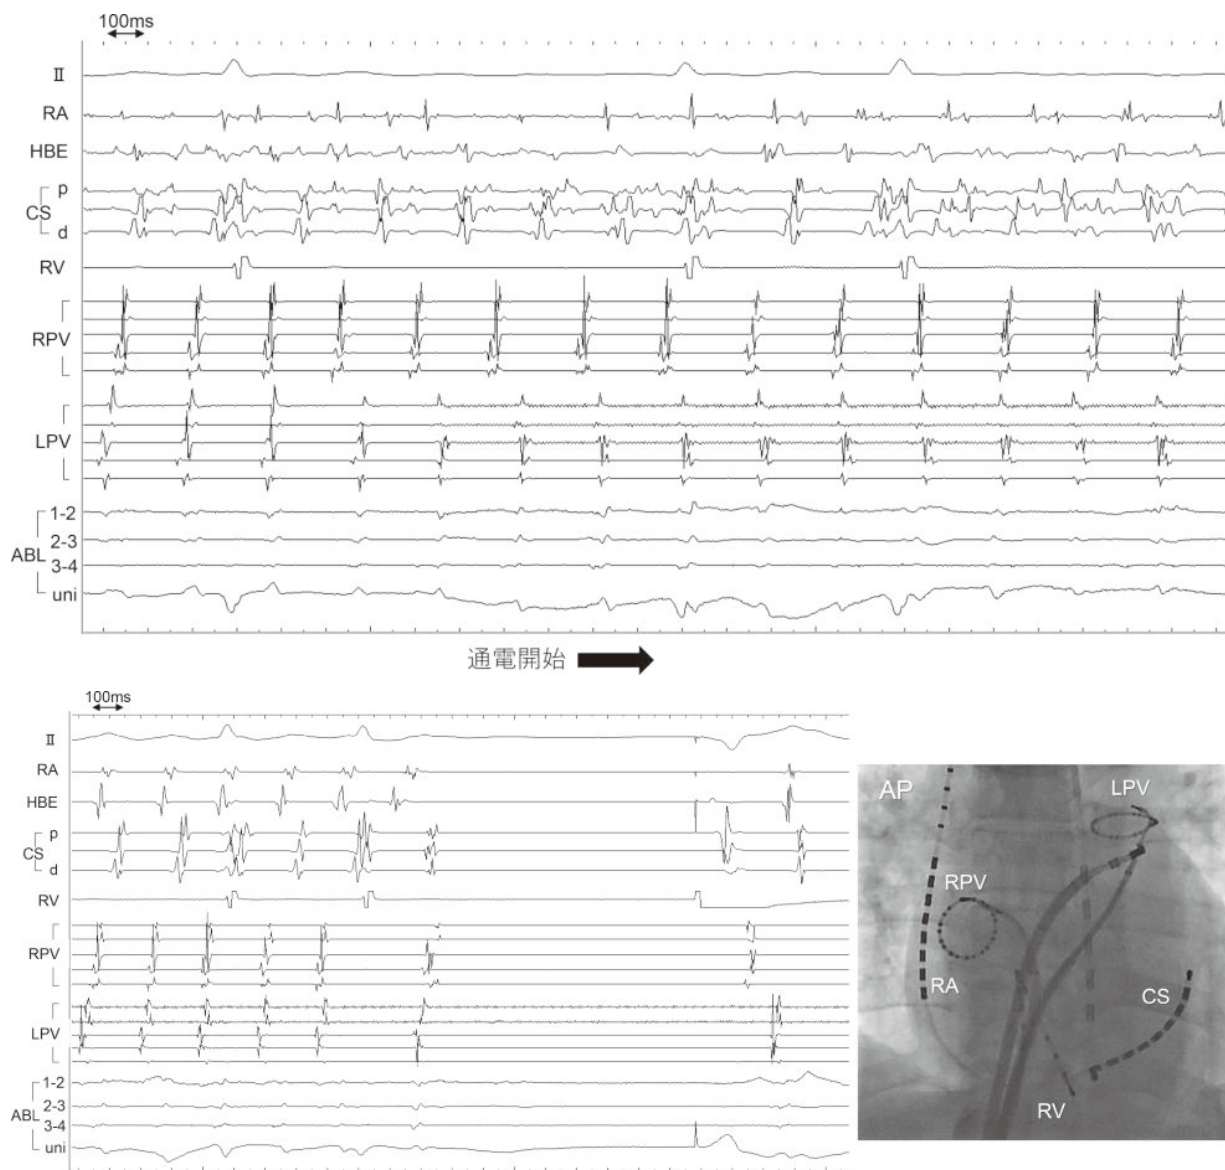 100ms
II
RA
HBE
p
CS
d
RV
RPV
LPV
1-2
2-3
ABL
3-4
uni
通電開始
100ms
II
RA
HBE
p
CS
d
RV
RPV
LPV
1-2
2-3
ABL
3-4
uni
AP
LPV
RPV
RA
CS
RV